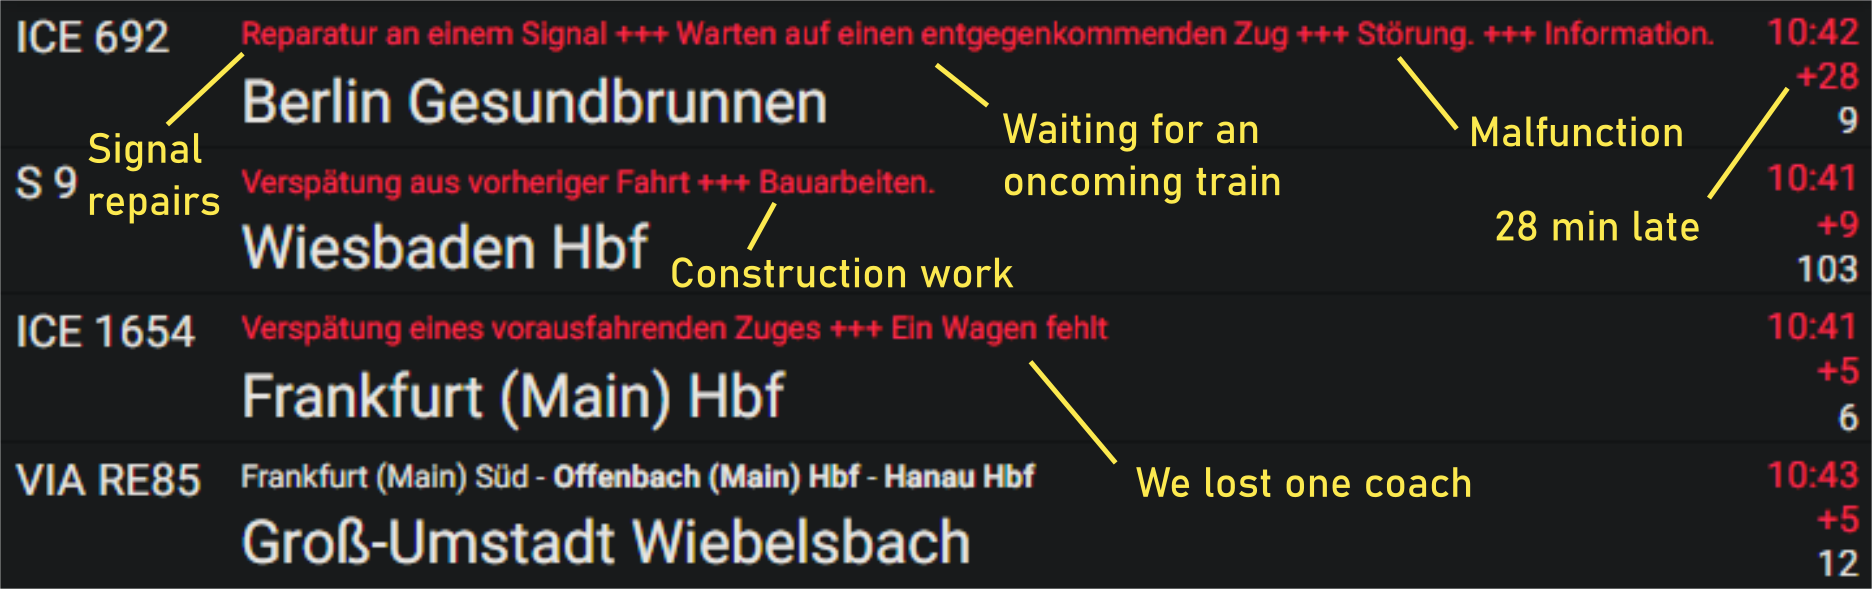 ICE 692
Reparatur an einem Signal +++ Warten auf einen entgegenkommenden Zug +++ Störung. +++ Information.
10:42
+28
9
Berlin Gesundbrunnen
Signal
repairs
Waiting for an
oncoming train
Malfunction
28 min late
S 9
Verspätung aus vorheriger Fahrt +++ Bauarbeiten.
10:41
+9
103
Wiesbaden Hbf
Construction work
ICE 1654
Verspätung eines vorausfahrenden Zuges +++ Ein Wagen fehlt
10:41
+5
6
Frankfurt (Main) Hbf
We lost one coach
VIA RE85
Frankfurt (Main) Süd - Offenbach (Main) Hbf - Hanau Hbf
10:43
+5
12
Groß-Umstadt Wiebelsbach